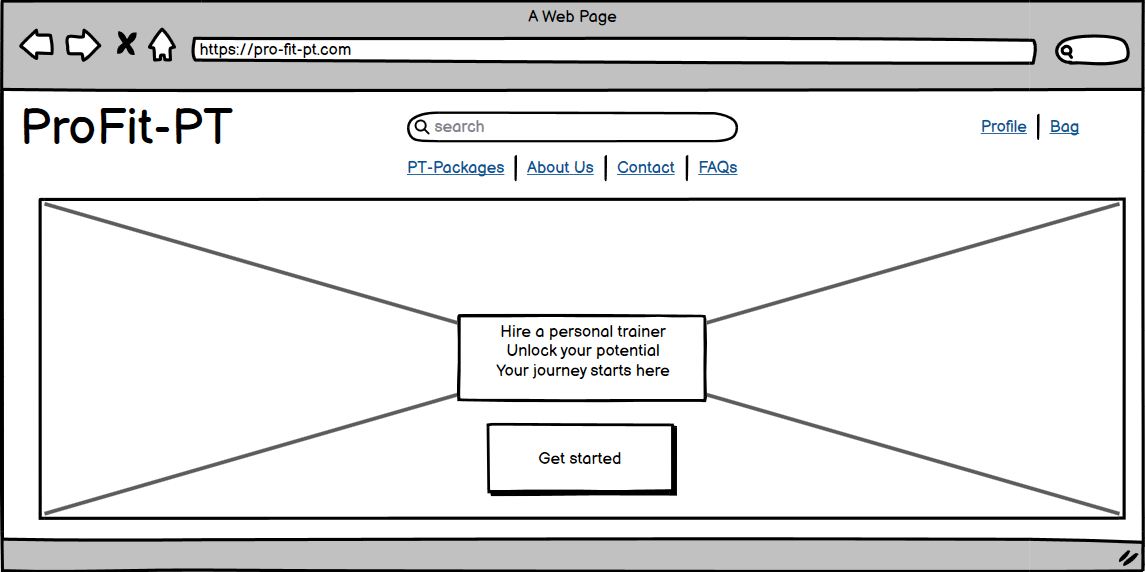 A Web Page
https://pro-fit-pt.com
ProFit-PT
search
Profile | Bag
PT-Packages | About Us | Contact | FAQs
Hire a personal trainer
Unlock your potential
Your journey starts here
Get started